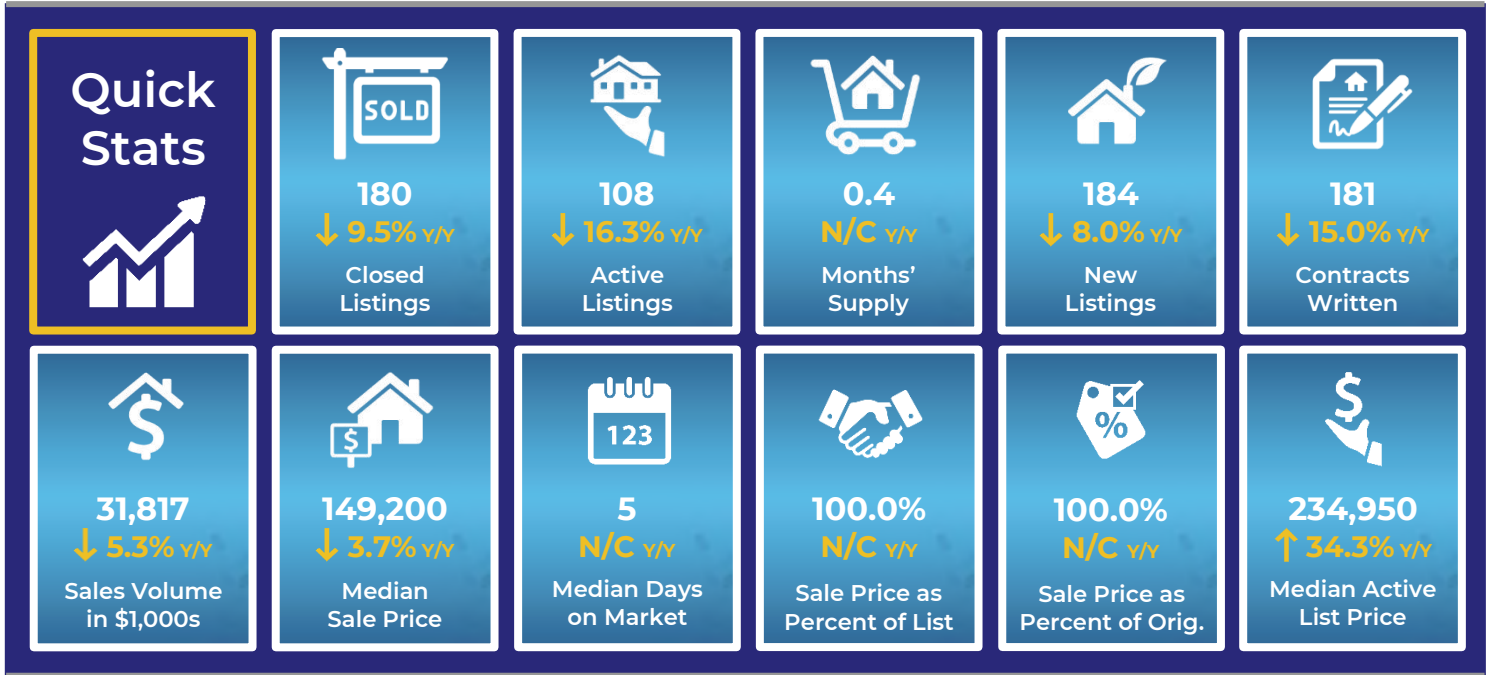 Quick
Stats
SOLD
180
↓ 9.5% Y/Y
Closed
Listings
108
↓ 16.3% Y/Y
Active
Listings
0.4
N/C Y/Y
Months’
Supply
184
↓ 8.0% Y/Y
New
Listings
181
↓ 15.0% Y/Y
Contracts
Written
$
31,817
↓ 5.3% Y/Y
Sales Volume
in $1,000s
$
149,200
↓ 3.7% Y/Y
Median
Sale Price
123
5
N/C Y/Y
Median Days
on Market
100.0%
N/C Y/Y
Sale Price as
Percent of List
%
100.0%
N/C Y/Y
Sale Price as
Percent of Orig.
$
234,950
↑ 34.3% Y/Y
Median Active
List Price